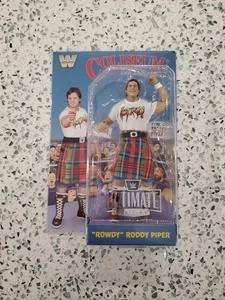 W
COLISEUM
ULTIMATE
"ROWDY" RODDY PIPER